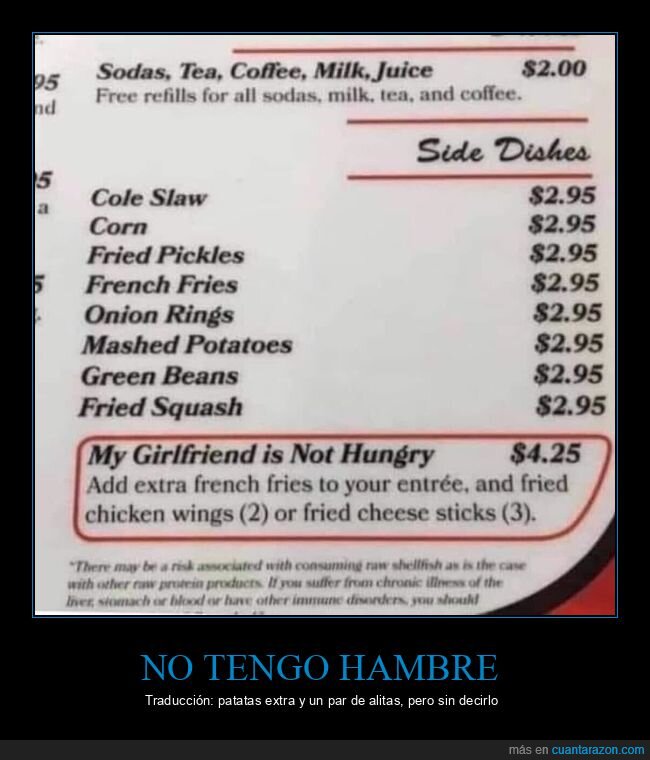 95
nd
Sodas, Tea, Coffee, Milk, Juice $2.00
Free refills for all sodas, milk, tea, and coffee.
5
a
Side Dishes
Cole Slaw $2.95
Corn $2.95
Fried Pickles $2.95
French Fries $2.95
Onion Rings $2.95
Mashed Potatoes $2.95
Green Beans $2.95
Fried Squash $2.95
My Girlfriend is Not Hungry $4.25
Add extra french fries to your entrée, and fried
chicken wings (2) or fried cheese sticks (3).
*There may be a risk associated with consuming raw shellfish as is the case
with other raw protein products. If you suffer from chronic illness of the
liver, stomach or blood or have other immune disorders, you should
NO TENGO HAMBRE
Traducción: patatas extra y un par de alitas, pero sin decirlo
más en cuantarazon.com